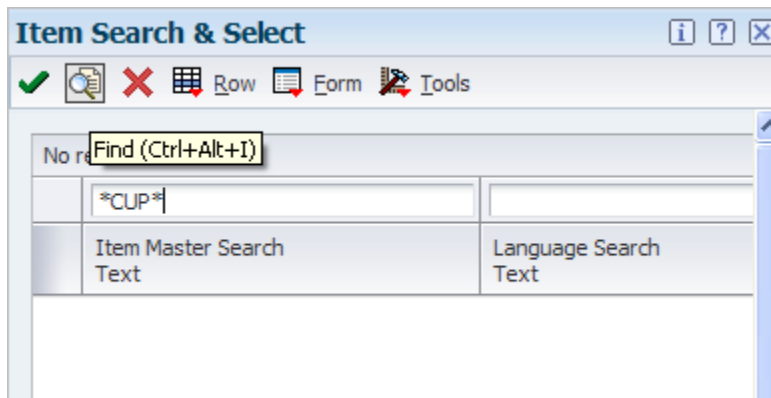 Item Search & Select
i ? X
Row Form Tools
No re
Find (Ctrl+Alt+I)
*CUP*
Item Master Search Text
Language Search Text